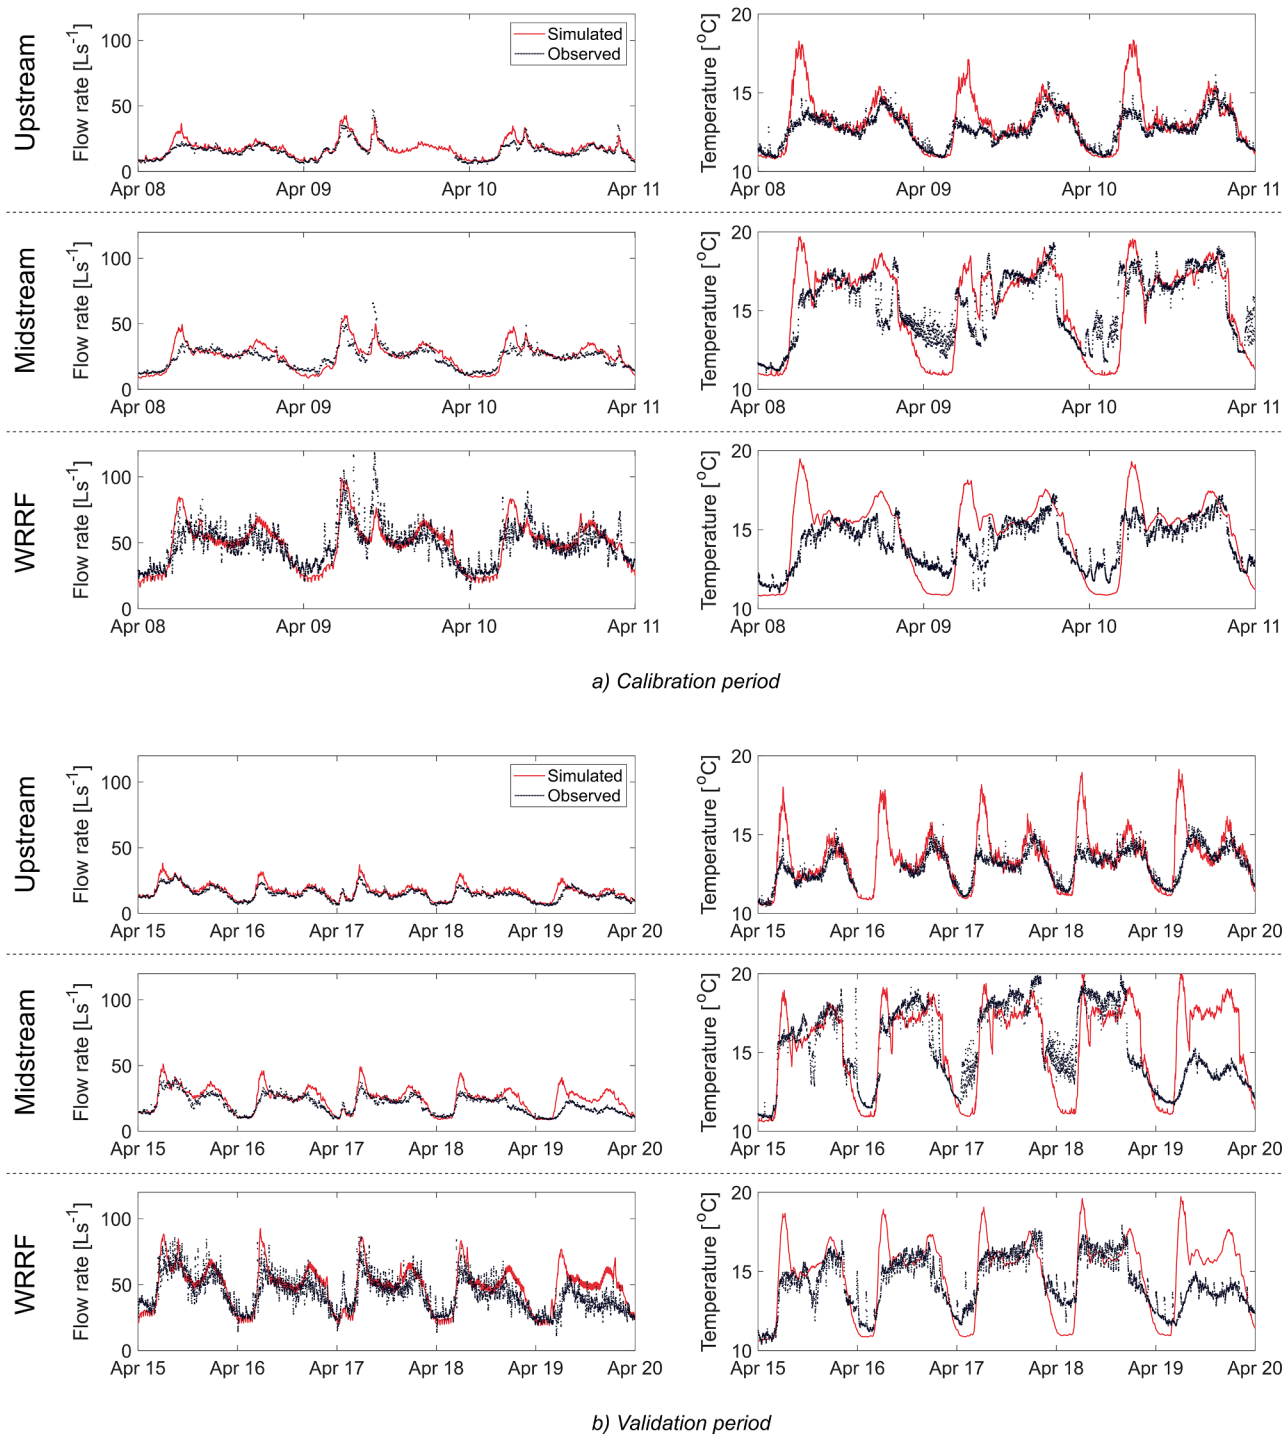 Upstream
Flow rate [Ls⁻¹]
100
50
0
Simulated
Observed
Apr 08 Apr 09 Apr 10 Apr 11
Temperature [°C]
20
15
10
Apr 08 Apr 09 Apr 10 Apr 11
Midstream
Flow rate [Ls⁻¹]
100
50
0
Apr 08 Apr 09 Apr 10 Apr 11
Temperature [°C]
20
15
10
Apr 08 Apr 09 Apr 10 Apr 11
WRRF
Flow rate [Ls⁻¹]
100
50
0
Apr 08 Apr 09 Apr 10 Apr 11
Temperature [°C]
20
15
10
Apr 08 Apr 09 Apr 10 Apr 11
a) Calibration period
Upstream
Flow rate [Ls⁻¹]
100
50
0
Simulated
Observed
Apr 15 Apr 16 Apr 17 Apr 18 Apr 19 Apr 20
Temperature [°C]
20
15
10
Apr 15 Apr 16 Apr 17 Apr 18 Apr 19 Apr 20
Midstream
Flow rate [Ls⁻¹]
100
50
0
Apr 15 Apr 16 Apr 17 Apr 18 Apr 19 Apr 20
Temperature [°C]
20
15
10
Apr 15 Apr 16 Apr 17 Apr 18 Apr 19 Apr 20
WRRF
Flow rate [Ls⁻¹]
100
50
0
Apr 15 Apr 16 Apr 17 Apr 18 Apr 19 Apr 20
Temperature [°C]
20
15
10
Apr 15 Apr 16 Apr 17 Apr 18 Apr 19 Apr 20
b) Validation period